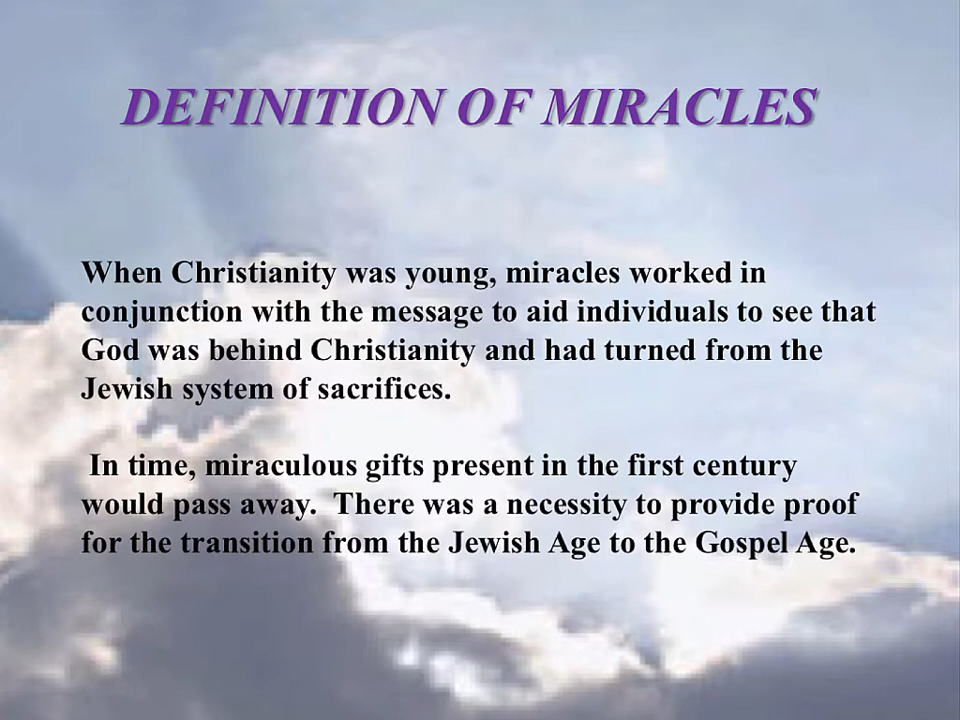 DEFINITION OF MIRACLES
When Christianity was young, miracles worked in
conjunction with the message to aid individuals to see that
God was behind Christianity and had turned from the
Jewish system of sacrifices.
In time, miraculous gifts present in the first century
would pass away.  There was a necessity to provide proof
for the transition from the Jewish Age to the Gospel Age.